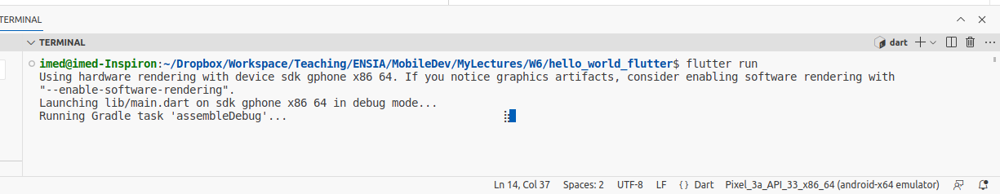 TERMINAL
TERMINAL
dart
imed@imed-Inspiron:~/Dropbox/Workspace/Teaching/ENSIA/MobileDev/MyLectures/W6/hello_world_flutter$ flutter run
Using hardware rendering with device sdk gphone x86 64. If you notice graphics artifacts, consider enabling software rendering with
"--enable-software-rendering".
Launching lib/main.dart on sdk gphone x86 64 in debug mode...
Running Gradle task 'assembleDebug'...
Ln 14, Col 37 Spaces: 2 UTF-8 LF {} Dart Pixel_3a_API_33_x86_64 (android-x64 emulator)